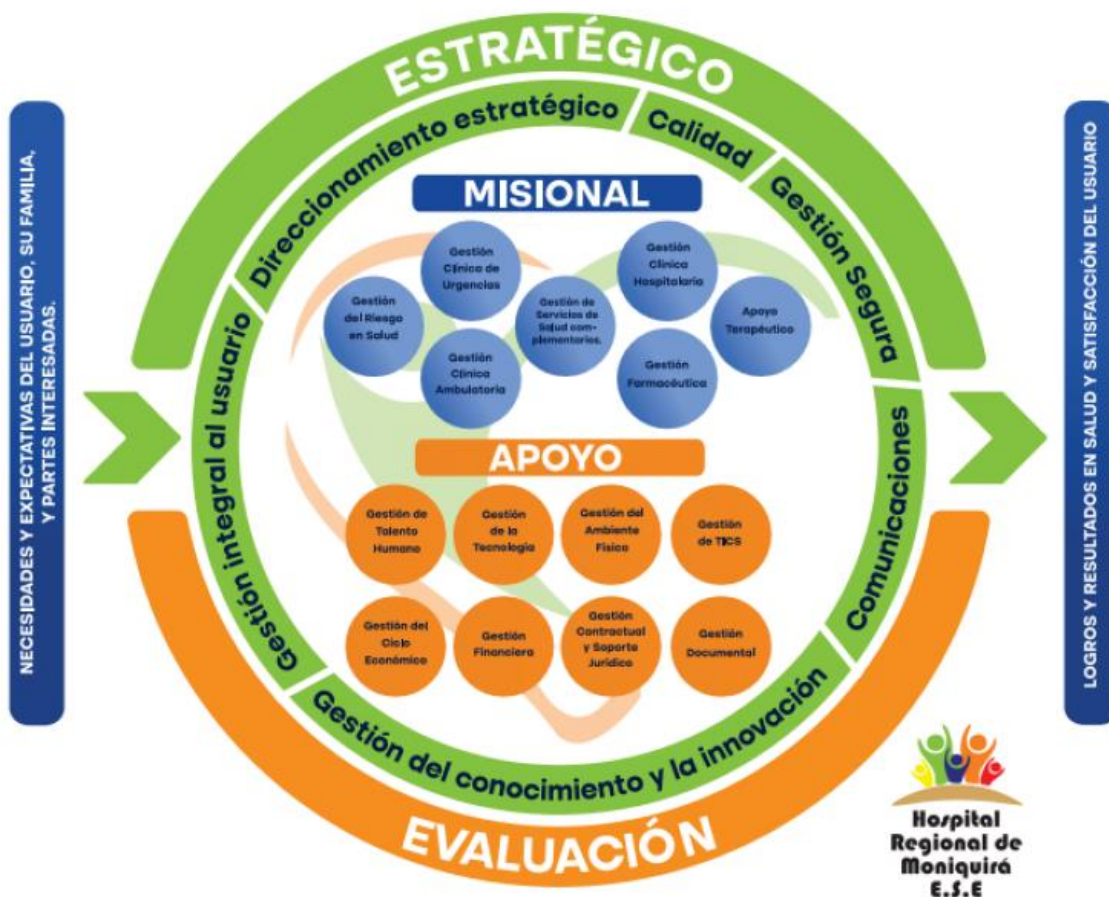 ESTRATÉGICO
Direccionamiento estratégico
Calidad
Gestión Segura
Comunicaciones
Gestión del conocimiento y la innovación
Gestión integral al usuario
NECESIDADES Y EXPECTATIVAS DEL USUARIO, SU FAMILIA,
Y PARTES INTERESADAS.
MISIONAL
Gestión
del Riesgo
en Salud
Gestión
Clínica de
Urgencias
Gestión
Clínica
Ambulatoria
Gestión de
Servicios de
Salud com-
plementarios.
Gestión
Clínica
Hospitalaria
Gestión
Farmacéutica
Apoyo
Terapéutico
APOYO
Gestión de
Talento
Humano
Gestión
de la
Tecnología
Gestión del
Ambiente
Físico
Gestión
de TICS
Gestión del
Ciclo
Económico
Gestión
Financiera
Gestión
Contractual
y Soporte
Jurídico
Gestión
Documental
EVALUACIÓN
LOGROS Y RESULTADOS EN SALUD Y SATISFACCIÓN DEL USUARIO
Hospital
Regional de
Moniquirá
E.S.E